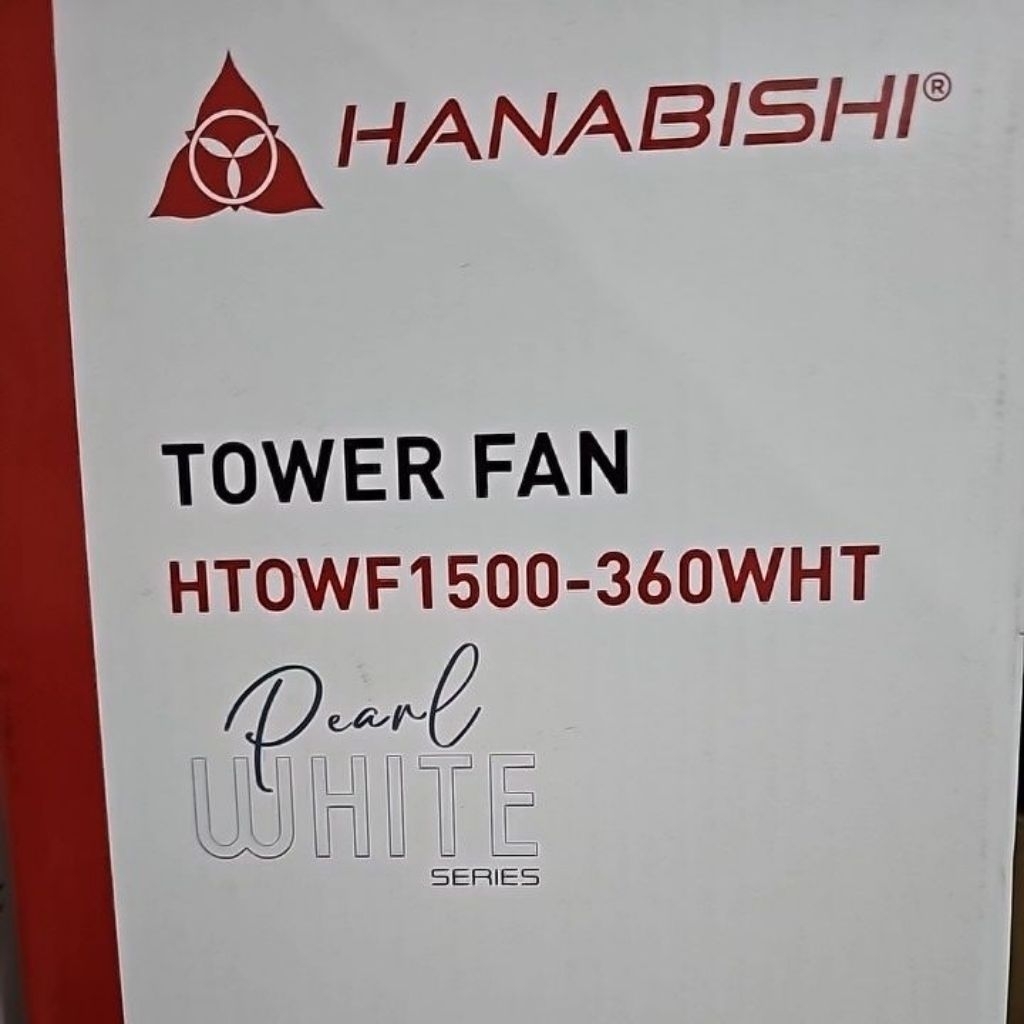 HANABISHI®
TOWER FAN
HTOWF1500-360WHT
Pearl
WHITE
SERIES